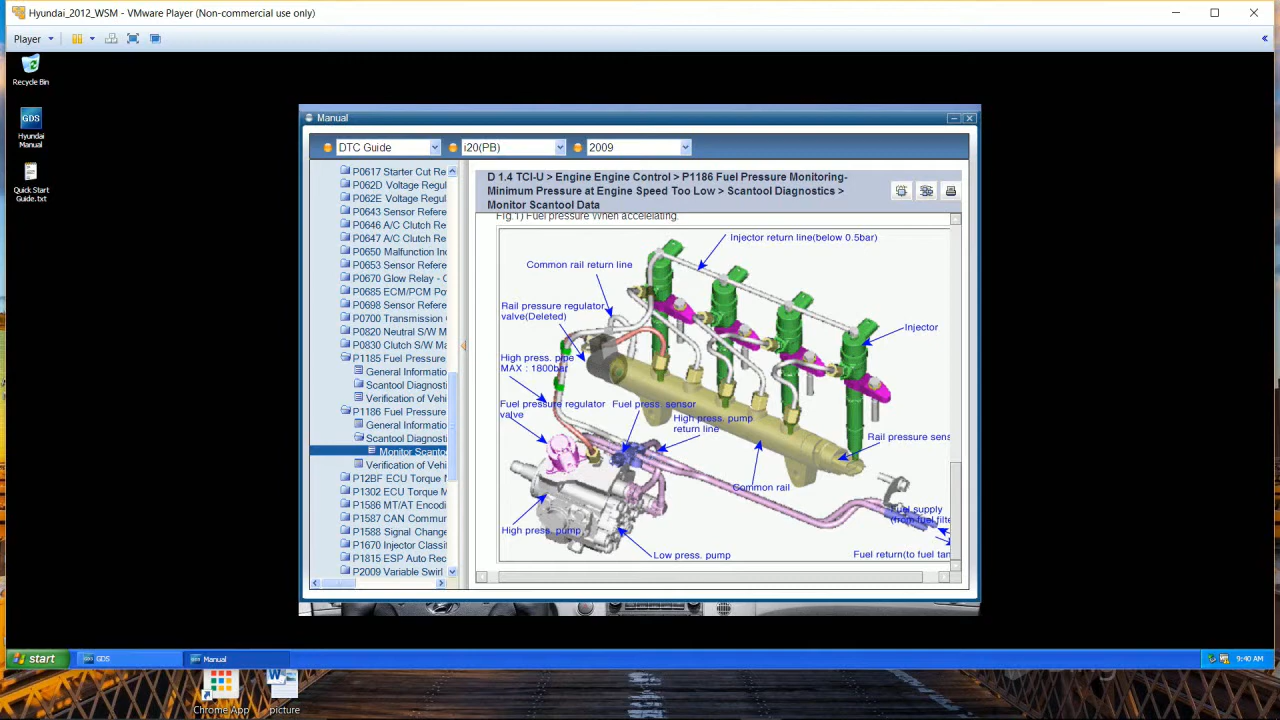 Hyundai_2012_WSM - VMware Player (Non-commercial use only)
Player
Recycle Bin
GDS
Hyundai
Manual
Quick Start
Guide.txt
Manual
DTC Guide
i20(PB)
2009
P0617 Starter Cut Re
P062D Voltage Regul
P062E Voltage Regul
P0643 Sensor Refere
P0646 A/C Clutch Re
P0647 A/C Clutch Re
P0650 Malfunction Inc
P0653 Sensor Refere
P0670 Glow Relay - O
P0685 ECM/PCM Po
P0698 Sensor Refere
P0700 Transmission
P0820 Neutral S/W M
P0830 Clutch S/W Ma
P1185 Fuel Pressure
General Informatio
Scantool Diagnost
Verification of Vehi
P1186 Fuel Pressure
General Informatio
Scantool Diagnost
Monitor Scanto
Verification of Vehi
P12BF ECU Torque M
P1302 ECU Torque M
P1586 MT/AT Encodi
P1587 CAN Commur
P1588 Signal Change
P1670 Injector Classif
P1815 ESP Auto Rec
P2009 Variable Swirl
D 1.4 TCI-U > Engine Engine Control > P1186 Fuel Pressure Monitoring-
Minimum Pressure at Engine Speed Too Low > Scantool Diagnostics >
Monitor Scantool Data
Fig.1) Fuel pressure When accelelating.
Injector return line(below 0.5bar)
Common rail return line
Rail pressure regulator
valve(Deleted)
Injector
High press. pipe
MAX : 1800bar
Fuel pressure regulator
valve
Fuel press. sensor
High press. pump
return line
Rail pressure sens
Common rail
Fuel supply
(from fuel filte
High press. pump
Low press. pump
Fuel return(to fuel tan
start
GDS
Manual
9:40 AM
Chrome App
picture